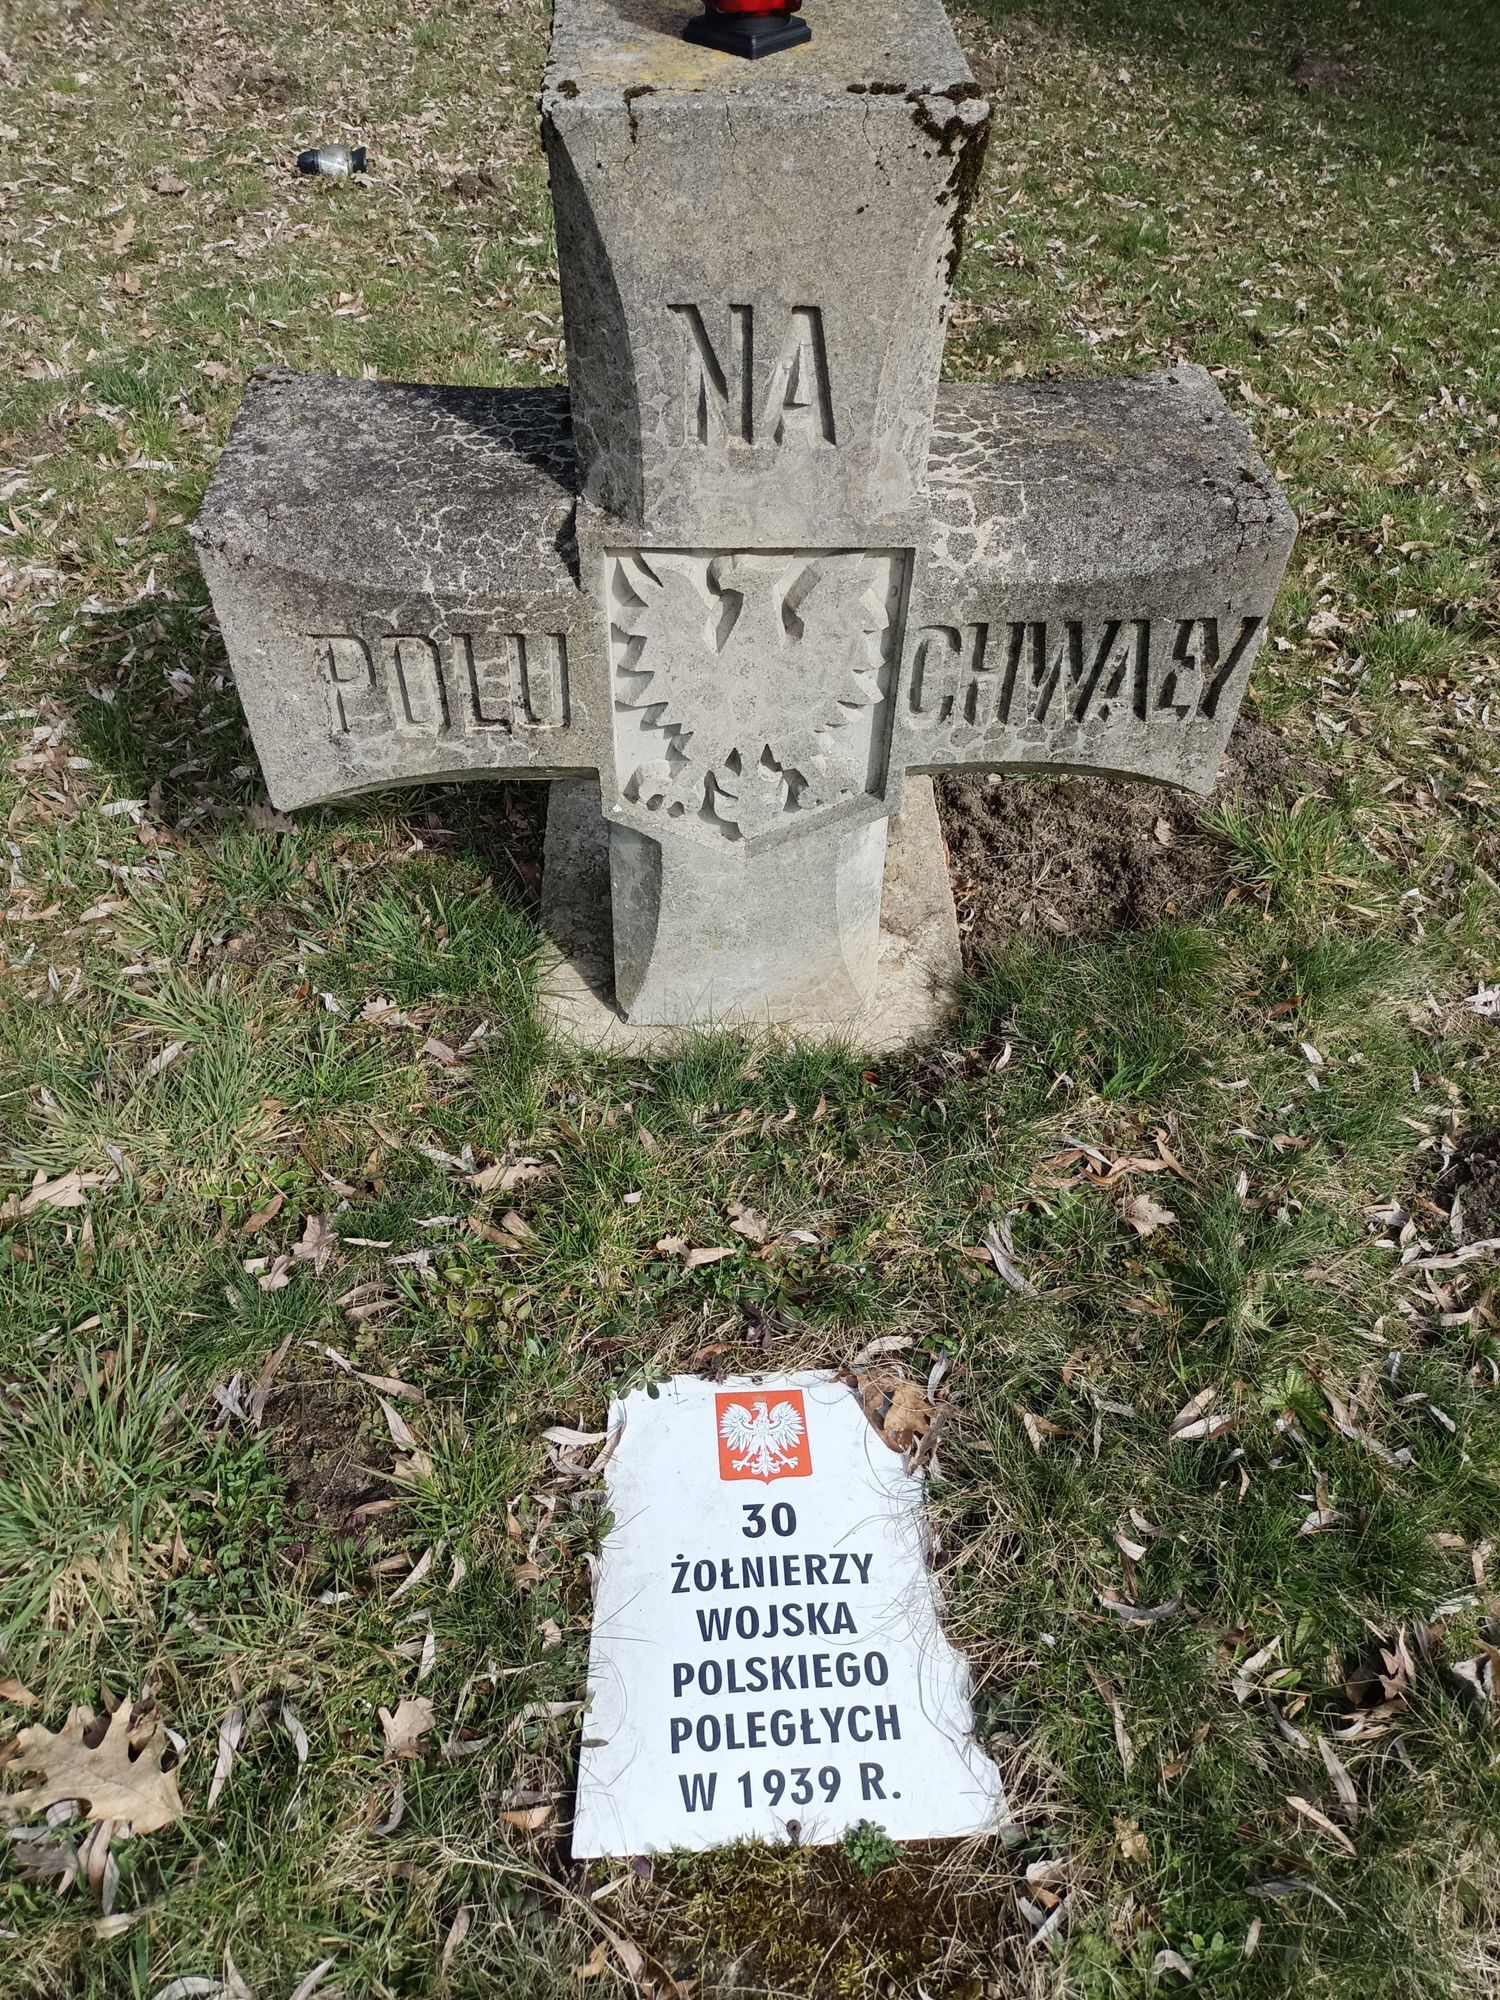 NA
POLU CHWAŁY
30
ŻOŁNIERZY
WOJSKA
POLSKIEGO
POLEGŁYCH
W 1939 R.